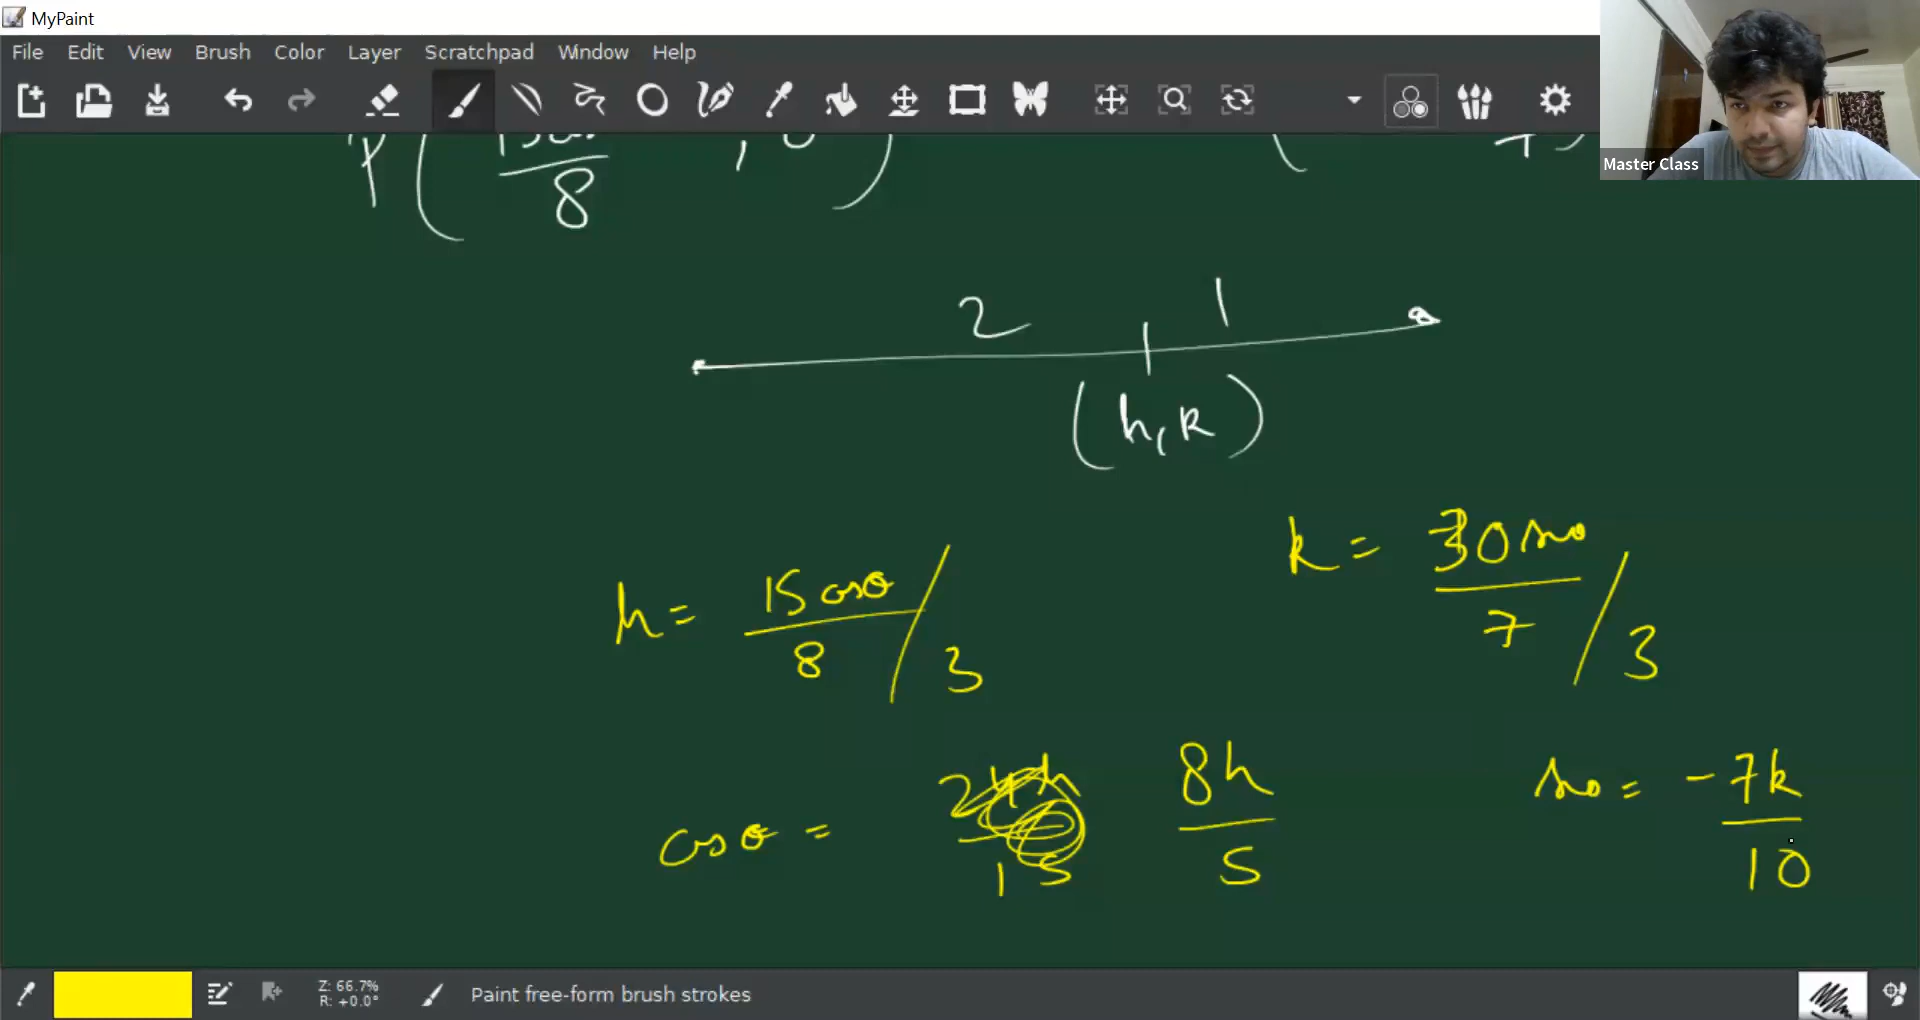 MyPaint
File Edit View Brush Color Layer Scratchpad Window Help
Master Class
P ( 15cos / 8 , 0 )
2 1
(h, k)
h = 15 cosθ / 8 / 3
k = 30 sinθ / 7 / 3
cosθ = 8h / 5
sinθ = -7k / 10
Z: 66.7%
R: +0.0° Paint free-form brush strokes